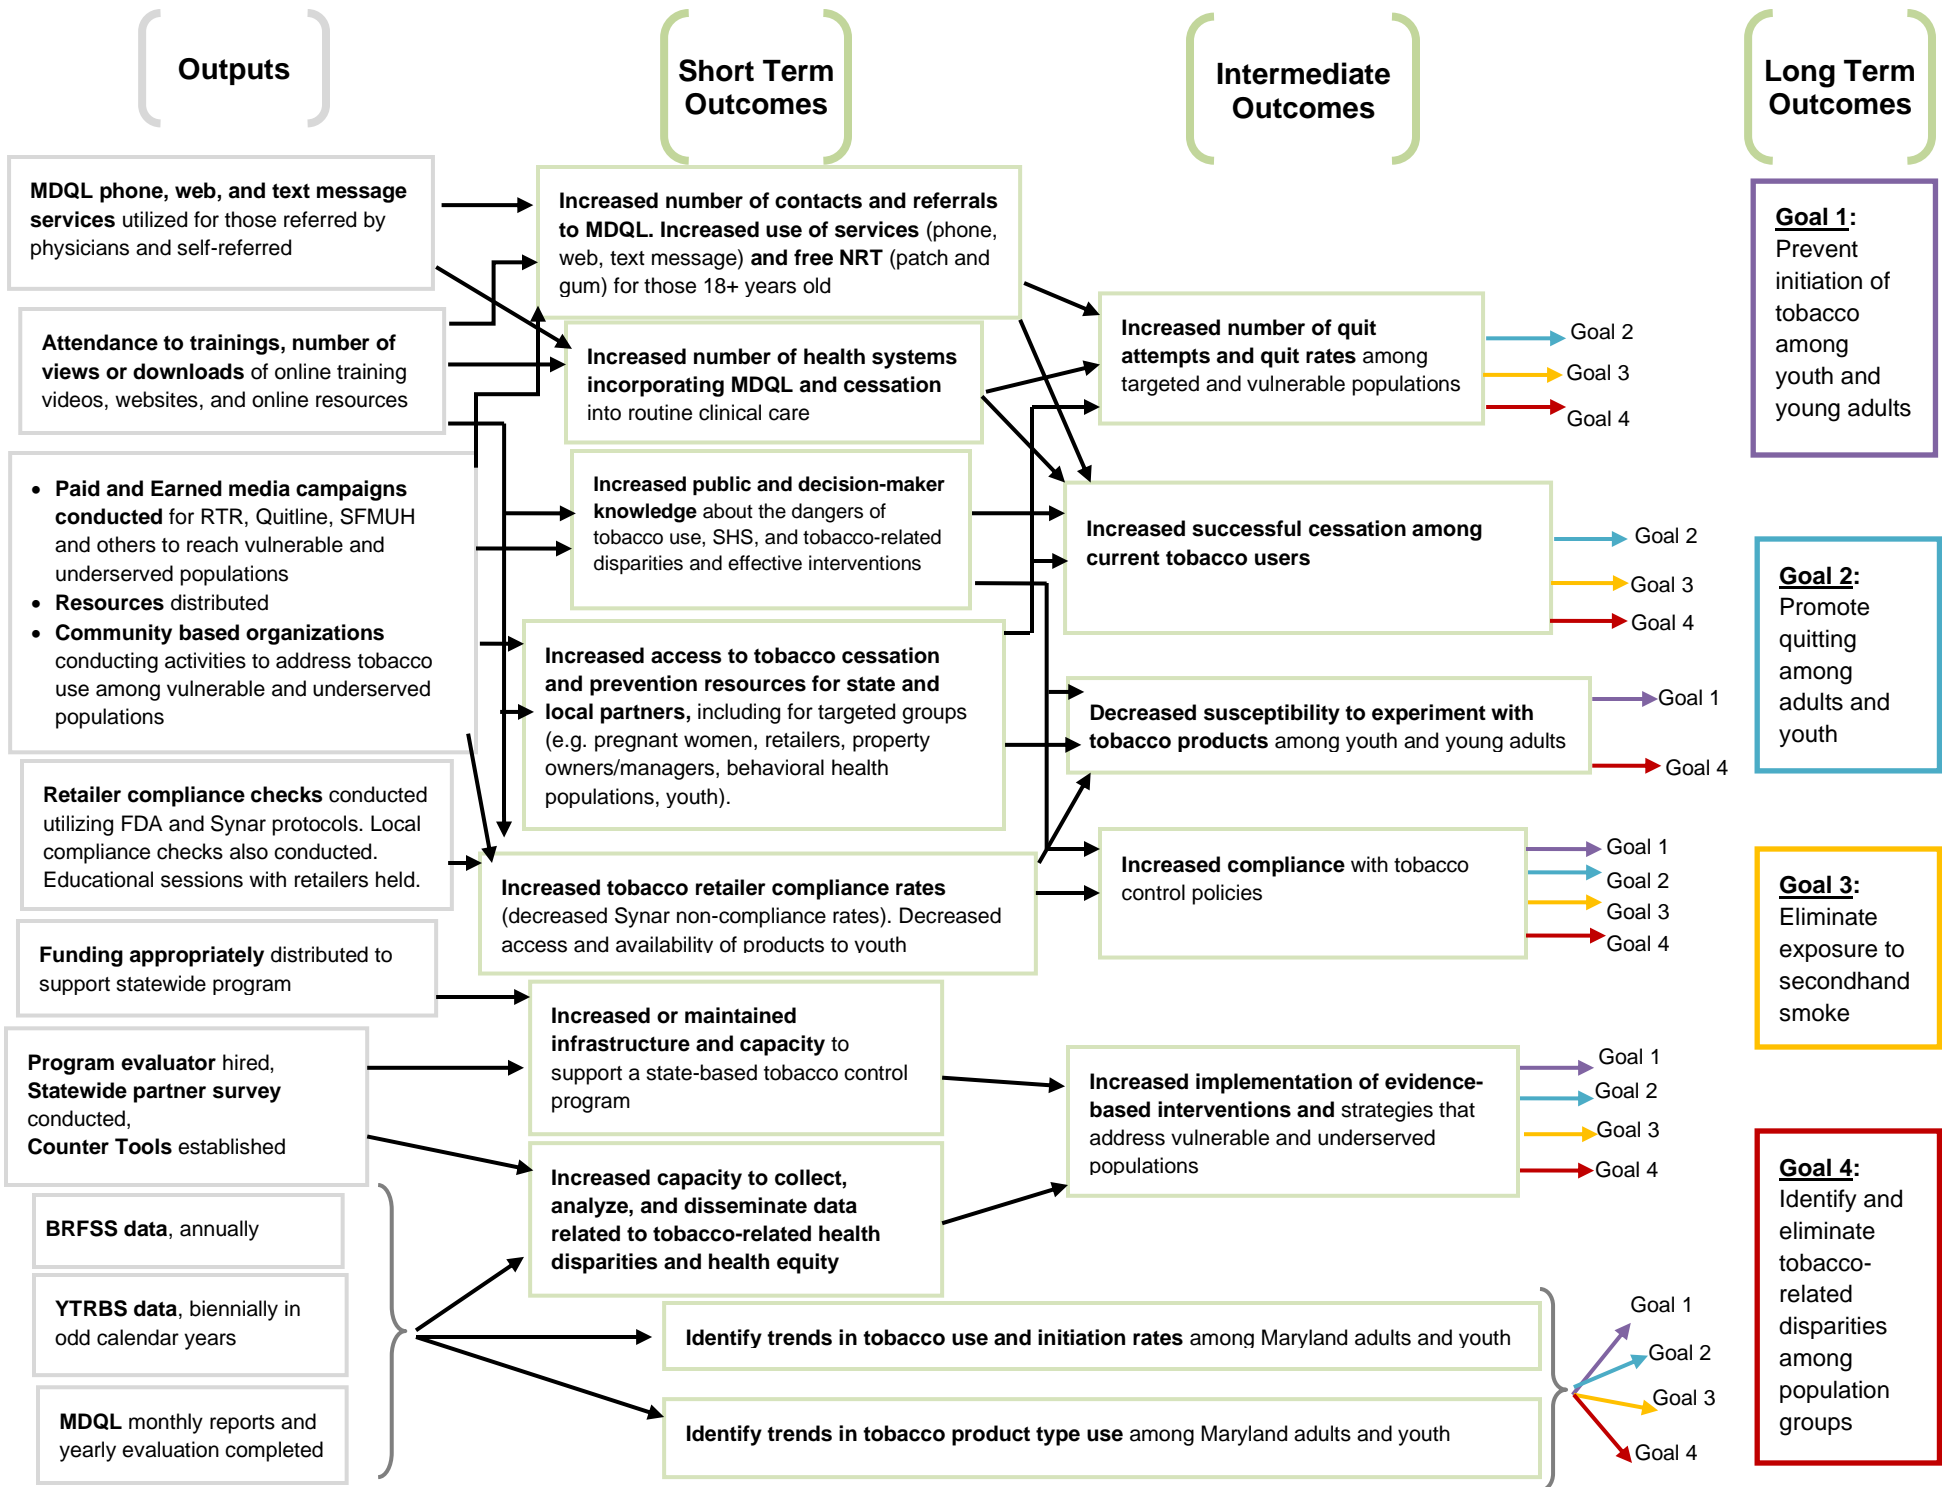 Outputs
Short Term
Outcomes
Intermediate
Outcomes
Long Term
Outcomes
MDQL phone, web, and text message
services utilized for those referred by
physicians and self-referred
Attendance to trainings, number of
views or downloads of online training
videos, websites, and online resources
• Paid and Earned media campaigns
conducted for RTR, Quitline, SFMUH
and others to reach vulnerable and
underserved populations
• Resources distributed
• Community based organizations
conducting activities to address tobacco
use among vulnerable and underserved
populations
Retailer compliance checks conducted
utilizing FDA and Synar protocols. Local
compliance checks also conducted.
Educational sessions with retailers held.
Funding appropriately distributed to
support statewide program
Program evaluator hired,
Statewide partner survey
conducted,
Counter Tools established
BRFSS data, annually
YTRBS data, biennially in
odd calendar years
MDQL monthly reports and
yearly evaluation completed
Increased number of contacts and referrals
to MDQL. Increased use of services (phone,
web, text message) and free NRT (patch and
gum) for those 18+ years old
Increased number of health systems
incorporating MDQL and cessation
into routine clinical care
Increased public and decision-maker
knowledge about the dangers of
tobacco use, SHS, and tobacco-related
disparities and effective interventions
Increased access to tobacco cessation
and prevention resources for state and
local partners, including for targeted groups
(e.g. pregnant women, retailers, property
owners/managers, behavioral health
populations, youth).
Increased tobacco retailer compliance rates
(decreased Synar non-compliance rates). Decreased
access and availability of products to youth
Increased or maintained
infrastructure and capacity to
support a state-based tobacco control
program
Increased capacity to collect,
analyze, and disseminate data
related to tobacco-related health
disparities and health equity
Identify trends in tobacco use and initiation rates among Maryland adults and youth
Identify trends in tobacco product type use among Maryland adults and youth
Increased number of quit
attempts and quit rates among
targeted and vulnerable populations
Goal 2
Goal 3
Goal 4
Increased successful cessation among
current tobacco users
Goal 2
Goal 3
Goal 4
Decreased susceptibility to experiment with
tobacco products among youth and young adults
Goal 1
Goal 4
Increased compliance with tobacco
control policies
Goal 1
Goal 2
Goal 3
Goal 4
Increased implementation of evidence-
based interventions and strategies that
address vulnerable and underserved
populations
Goal 1
Goal 2
Goal 3
Goal 4
Goal 1
Goal 2
Goal 3
Goal 4
Goal 1:
Prevent
initiation of
tobacco
among
youth and
young adults
Goal 2:
Promote
quitting
among
adults and
youth
Goal 3:
Eliminate
exposure to
secondhand
smoke
Goal 4:
Identify and
eliminate
tobacco-
related
disparities
among
population
groups